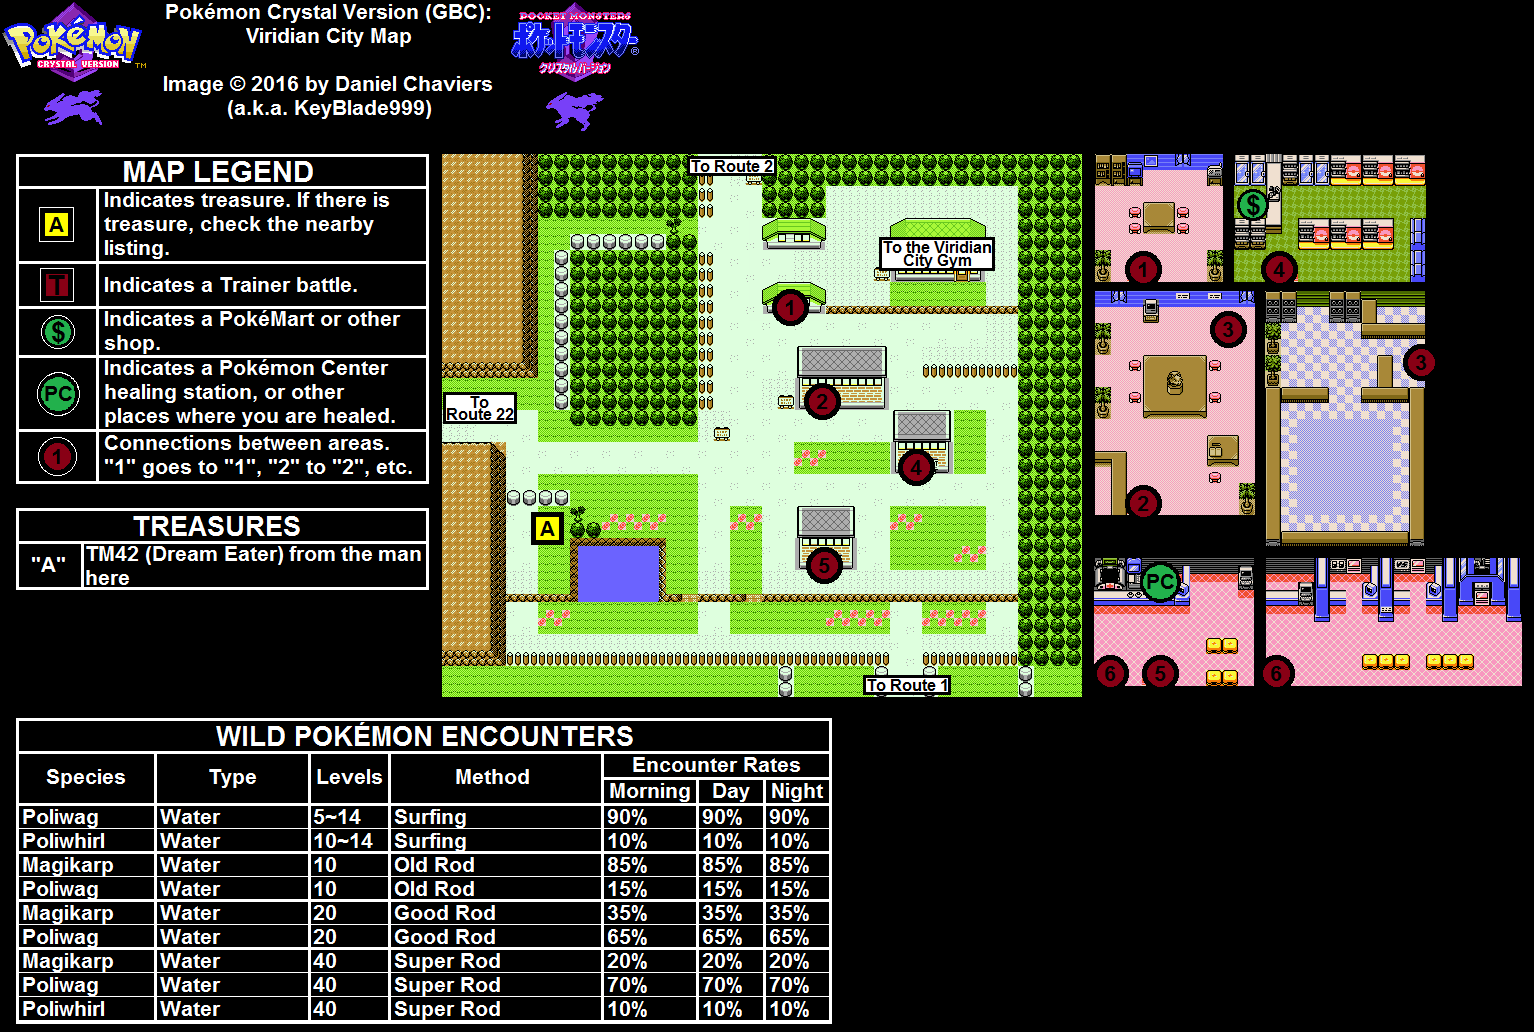 POKéMON
CRYSTAL VERSION
TM
Pokémon Crystal Version (GBC):
Viridian City Map
Image © 2016 by Daniel Chaviers
(a.k.a. KeyBlade999)
POCKET MONSTERS
ポケットモンスター
®
クリスタルバージョン
MAP LEGEND
A
Indicates treasure. If there is
treasure, check the nearby
listing.
T
Indicates a Trainer battle.
$
Indicates a PokéMart or other
shop.
PC
Indicates a Pokémon Center
healing station, or other
places where you are healed.
1
Connections between areas.
"1" goes to "1", "2" to "2", etc.
TREASURES
"A"
TM42 (Dream Eater) from the man
here
To Route 2
To the Viridian
City Gym
1
2
To
Route 22
4
A
5
To Route 1
1
$
4
3
2
3
PC
6
5
6
WILD POKÉMON ENCOUNTERS
Species Type Levels Method Encounter Rates
Morning Day Night
Poliwag Water 5~14 Surfing 90% 90% 90%
Poliwhirl Water 10~14 Surfing 10% 10% 10%
Magikarp Water 10 Old Rod 85% 85% 85%
Poliwag Water 10 Old Rod 15% 15% 15%
Magikarp Water 20 Good Rod 35% 35% 35%
Poliwag Water 20 Good Rod 65% 65% 65%
Magikarp Water 40 Super Rod 20% 20% 20%
Poliwag Water 40 Super Rod 70% 70% 70%
Poliwhirl Water 40 Super Rod 10% 10% 10%